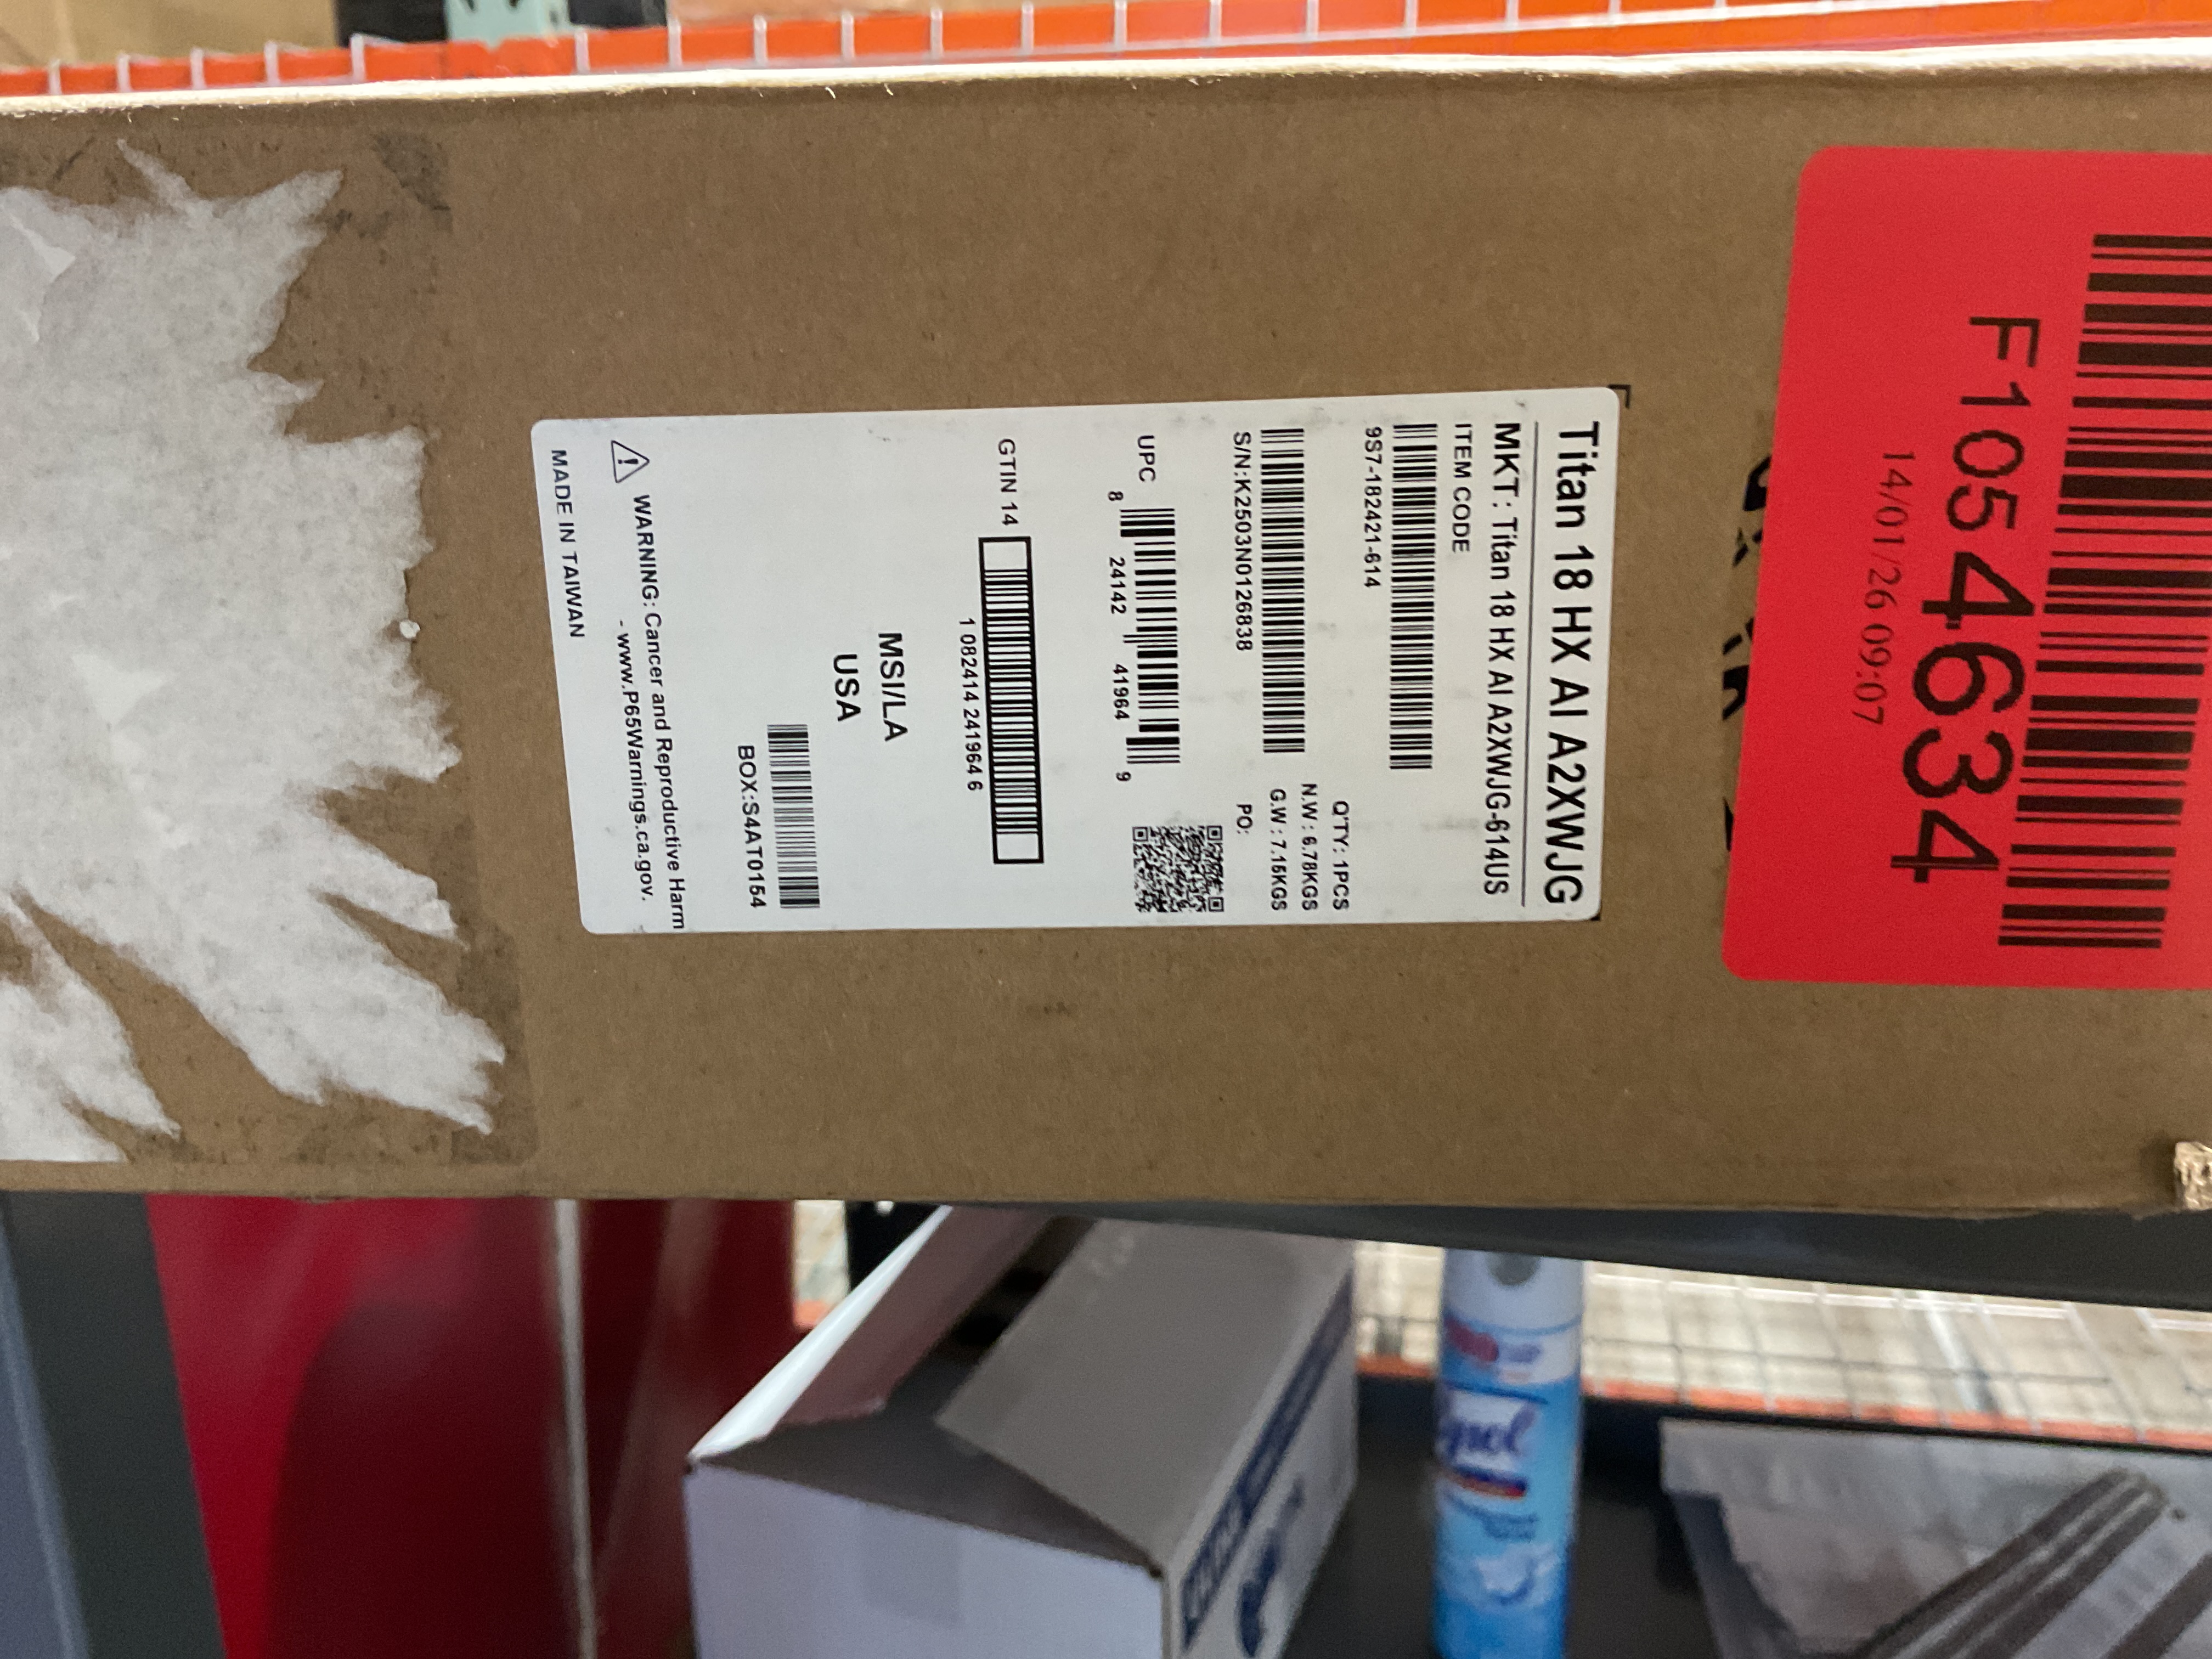 F1054634
14/01/26 09:07
Titan 18 HX AI A2XWJG
MKT: Titan 18 HX AI A2XWJG-614US
ITEM CODE
9S7-182421-614
Q'TY: 1PCS
N.W: 6.78KGS
S/N:K2503N0126838
G.W: 7.15KGS
PO:
UPC
8 24142 41964 9
GTIN 14
1 082414 241964 6
MSI/LA
USA
BOX:S4AT0154
WARNING: Cancer and Reproductive Harm
- www.P65Warnings.ca.gov.
MADE IN TAIWAN